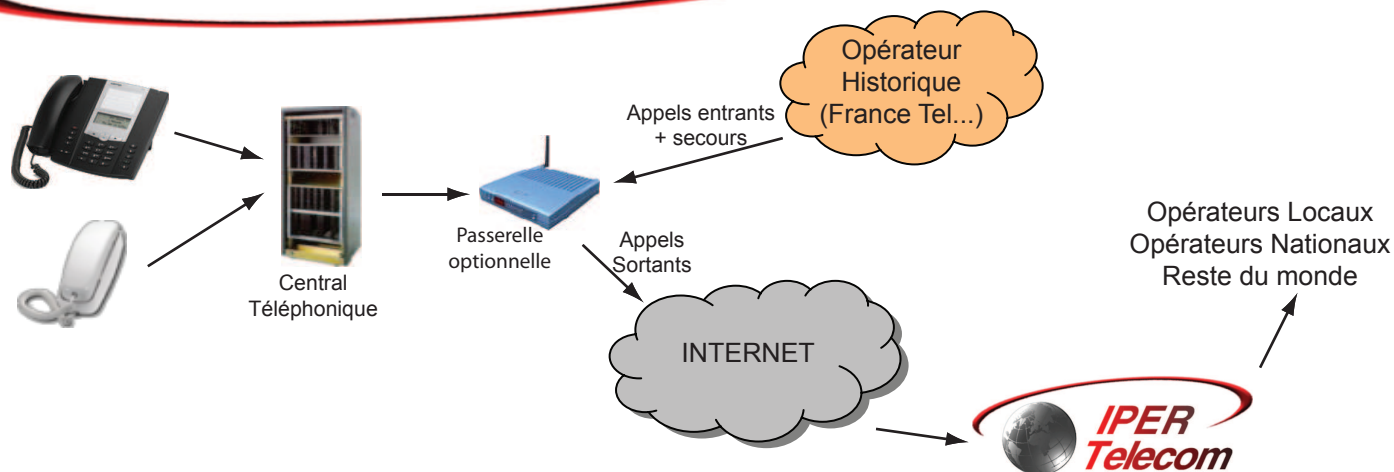 Opérateur
Historique
(France Tel...)
Appels entrants
+ secours
Passerelle
optionnelle
Appels
Sortants
Central
Téléphonique
INTERNET
Opérateurs Locaux
Opérateurs Nationaux
Reste du monde
IPER
Telecom